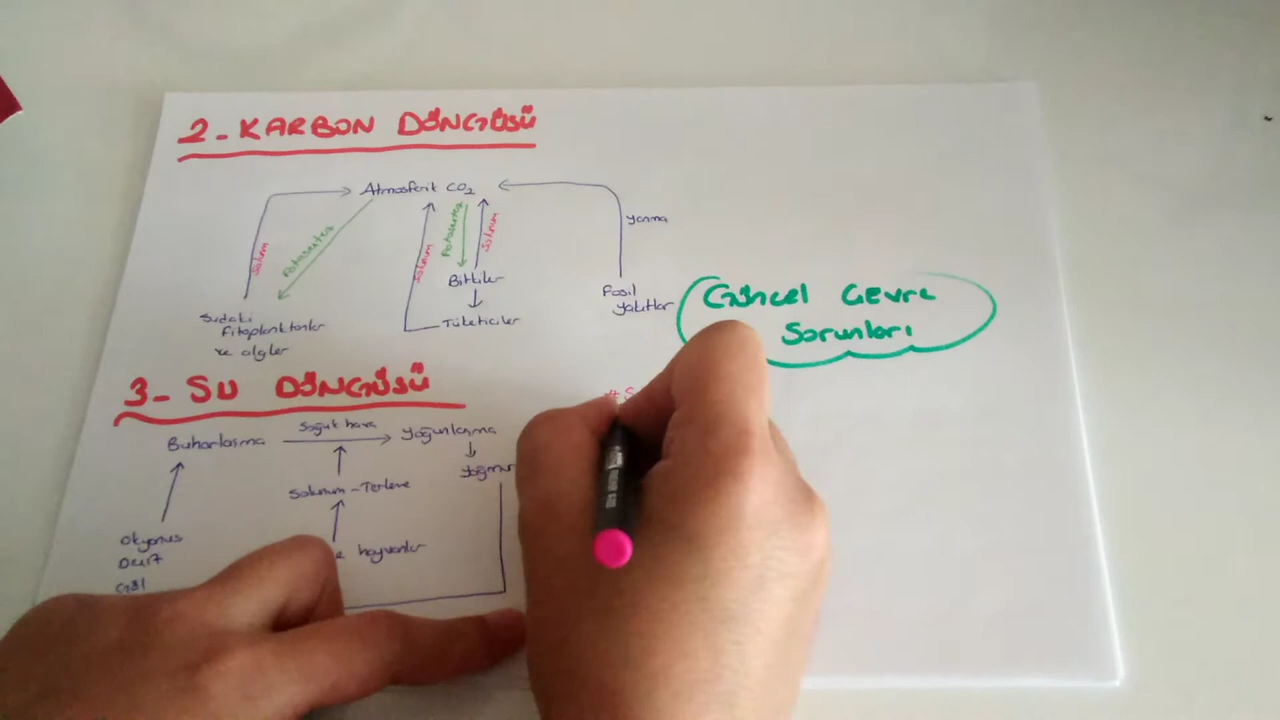 2- KARBON DÖNGÜSÜ
Atmosferik CO₂
Solunum
Fotosentez
Solunum
Fotosentez
Solunum
yanma
Bitkiler
Tüketiciler
Fosil
yakıtlar
Sudaki
fitoplanktonlar
ve algler
Güncel Çevre
Sorunları
3- SU DÖNGÜSÜ
Buharlaşma
Soğuk hava
Yoğunlaşma
Yağmur
Solunum-Terleme
hayvanlar
Okyanus
Deniz
Göl
# S